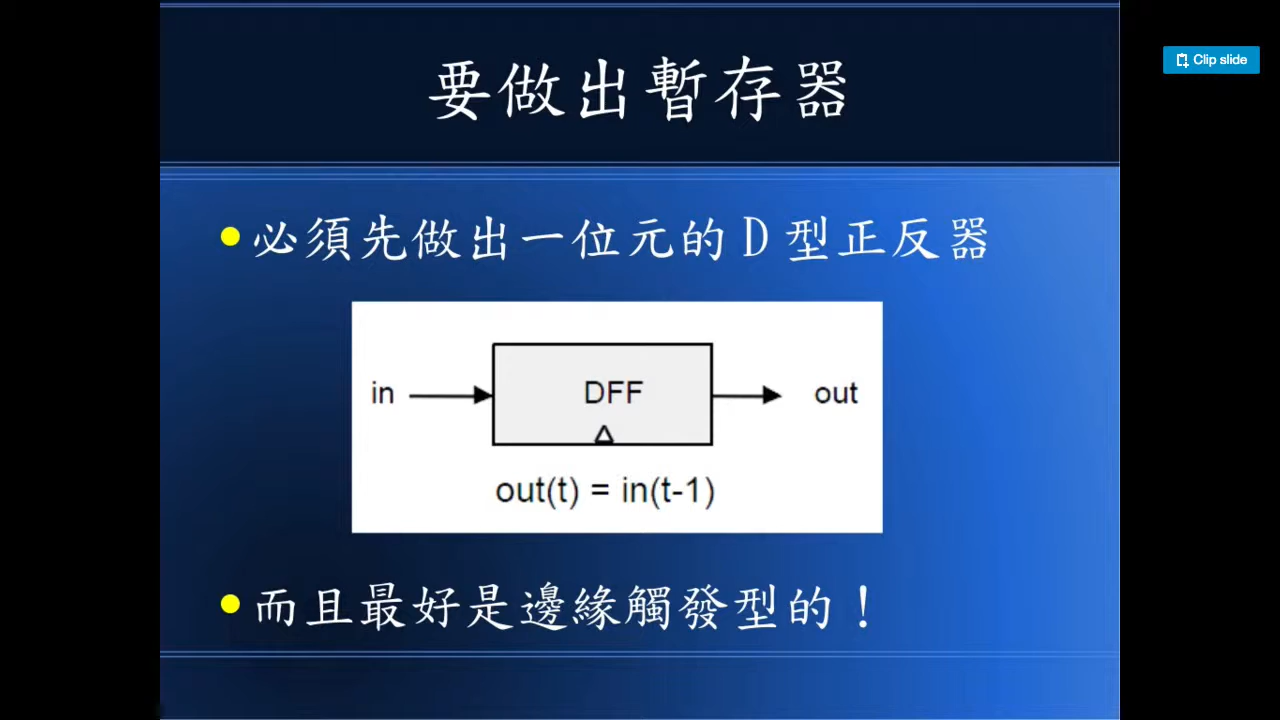 Clip slide
要做出暫存器
必須先做出一位元的 D 型正反器
in
DFF
out
out(t) = in(t-1)
而且最好是邊緣觸發型的！